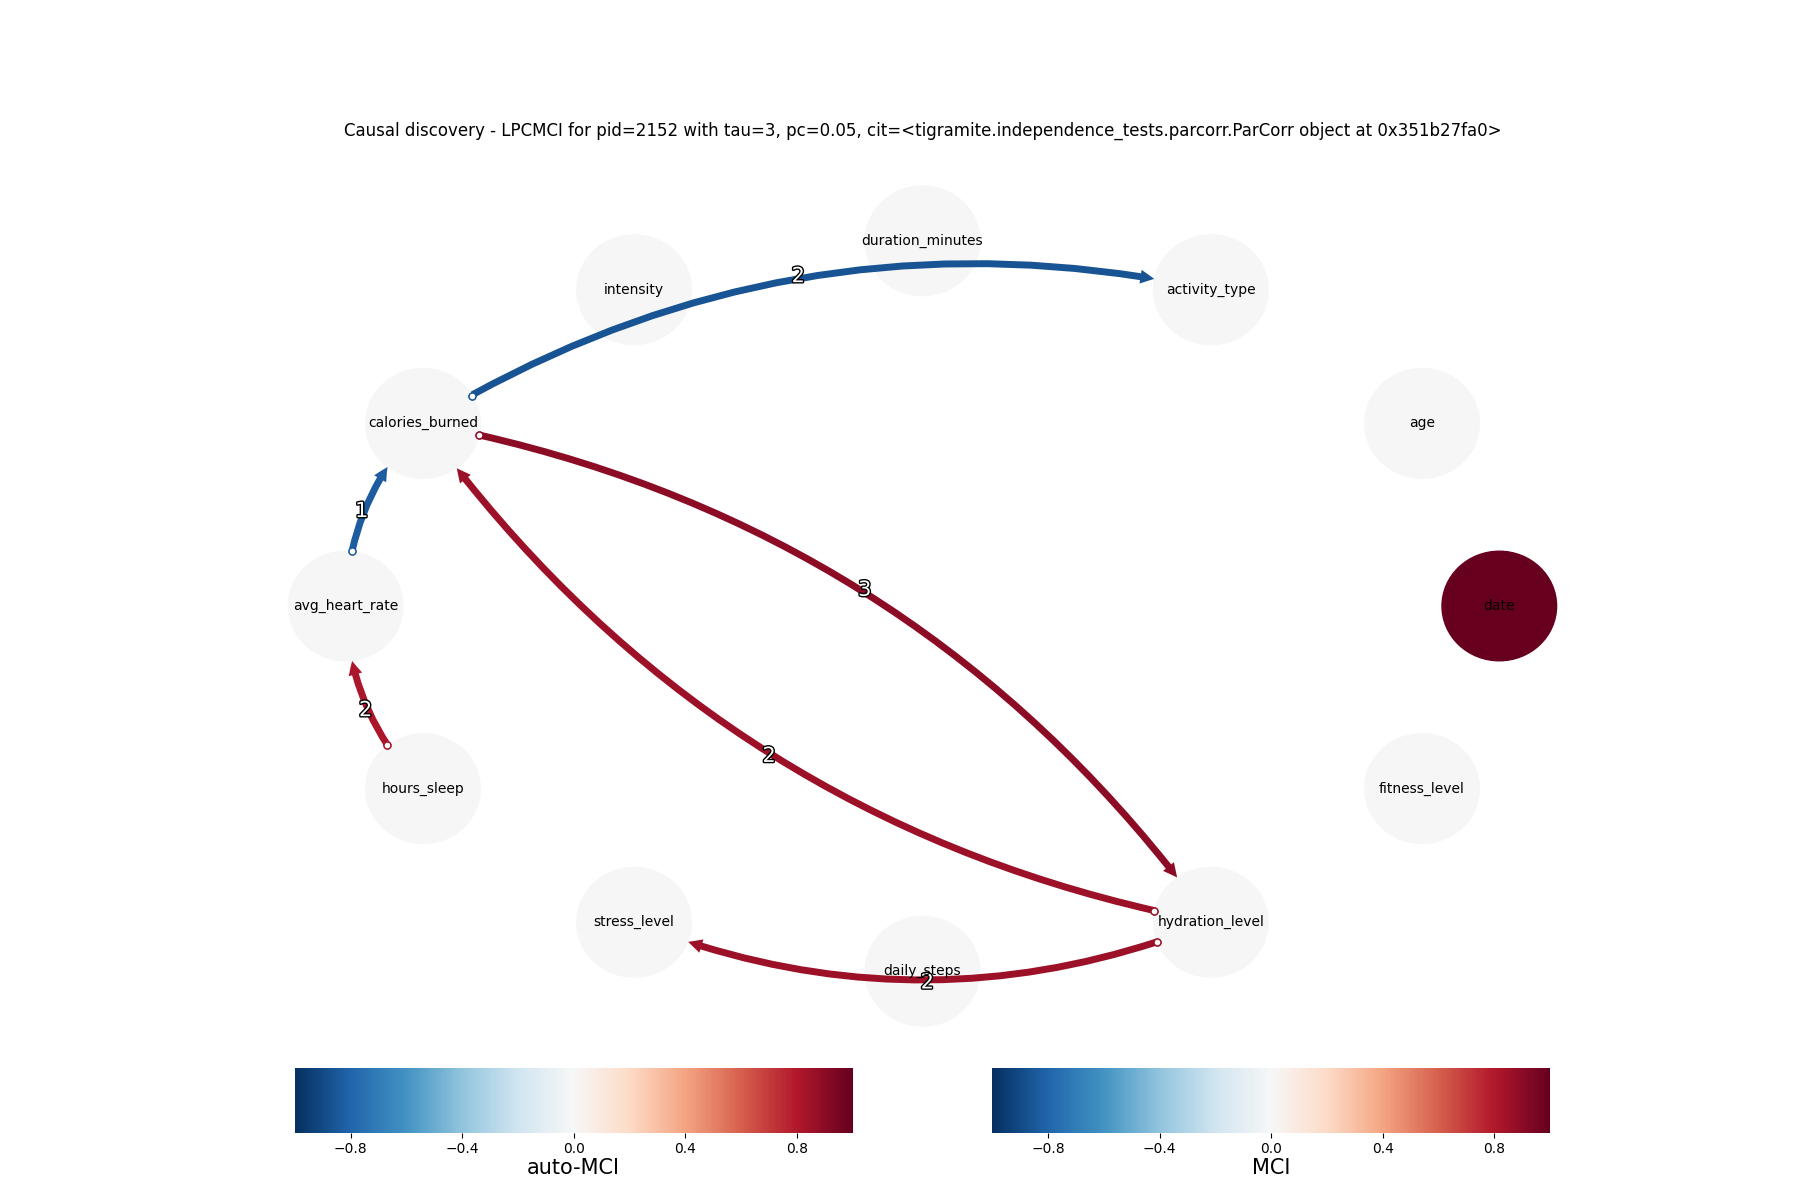 Causal discovery - LPCMCI for pid=2152 with tau=3, pc=0.05, cit=<tigramite.independence_tests.parcorr.ParCorr object at 0x351b27fa0>
duration_minutes
intensity
2
activity_type
calories_burned
age
1
3
avg_heart_rate
date
2
2
hours_sleep
fitness_level
stress_level
hydration_level
daily_steps
2
−0.8 −0.4 0.0 0.4 0.8
auto-MCI
−0.8 −0.4 0.0 0.4 0.8
MCI